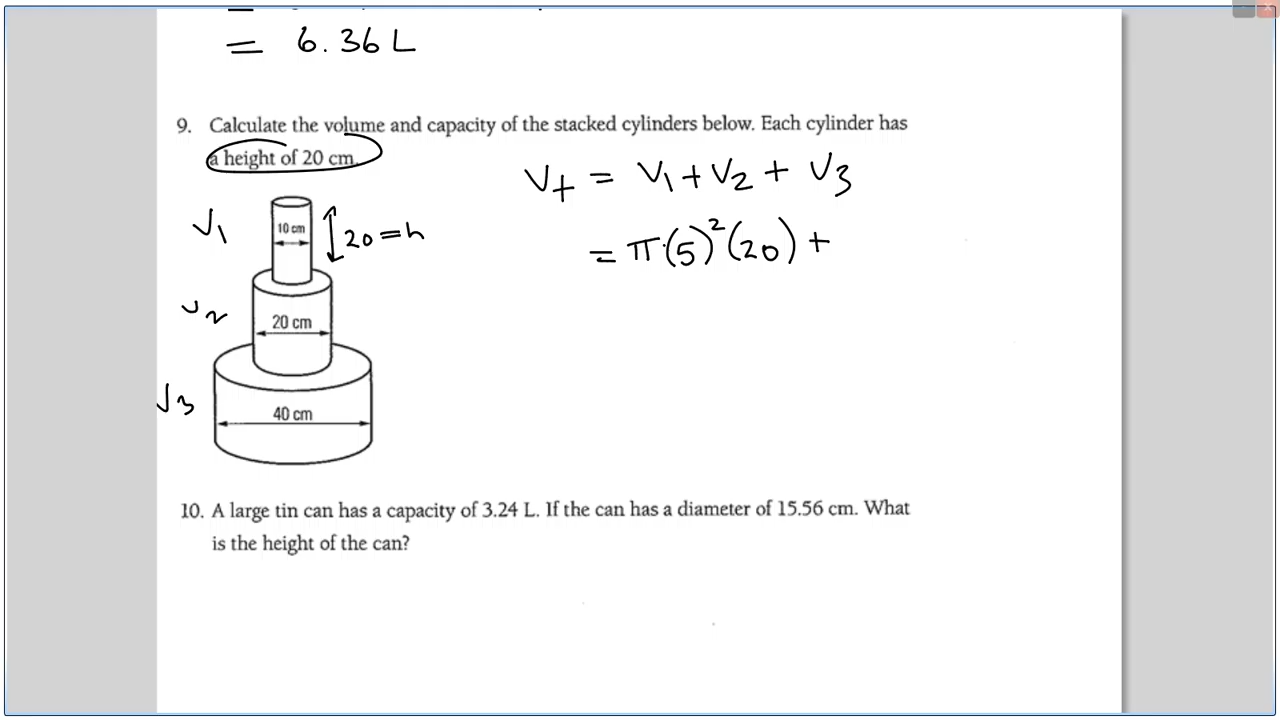 = 6.36 L
9. Calculate the volume and capacity of the stacked cylinders below. Each cylinder has
a height of 20 cm.
Vt = V1 + V2 + V3
= π(5)²(20) +
V1
10 cm
20 = h
V2
20 cm
V3
40 cm
10. A large tin can has a capacity of 3.24 L. If the can has a diameter of 15.56 cm. What
is the height of the can?